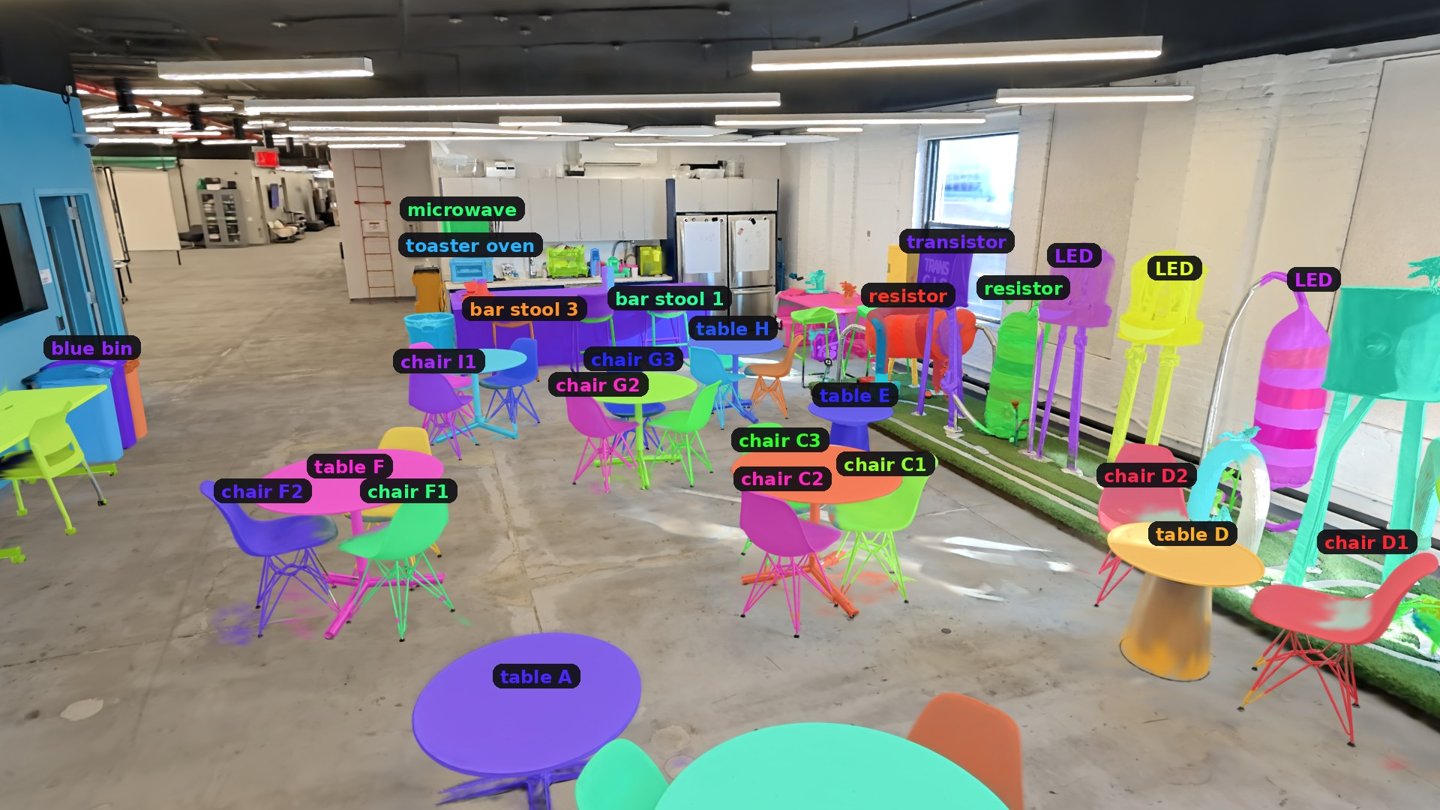 microwave
toaster oven
transistor
TRANS
LED
LED
LED
resistor
resistor
bar stool 3
bar stool 1
table H
blue bin
chair I1
chair G3
chair G2
table E
chair C3
chair C1
chair C2
table F
chair F2
chair F1
chair D2
table D
chair D1
table A